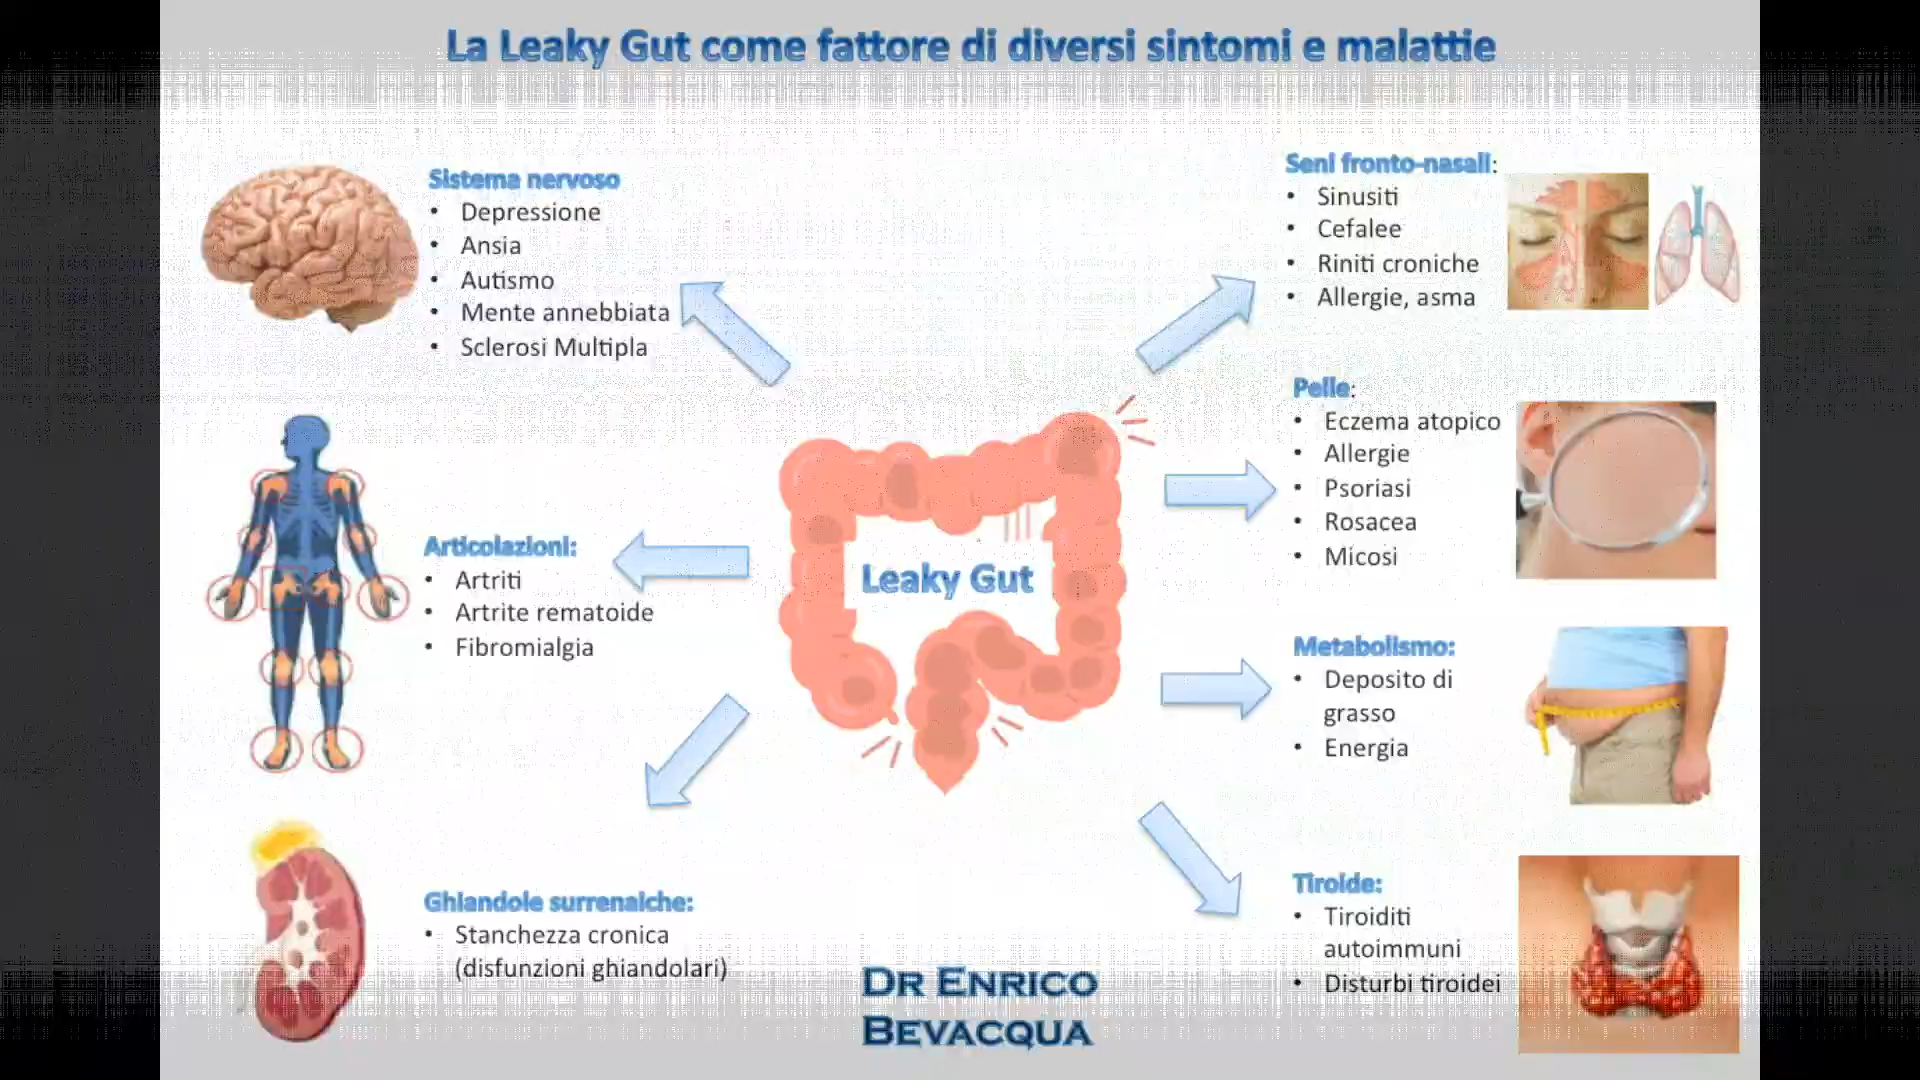 La Leaky Gut come fattore di diversi sintomi e malattie
Sistema nervoso
• Depressione
• Ansia
• Autismo
• Mente annebbiata
• Sclerosi Multipla
Articolazioni:
• Artriti
• Artrite rematoide
• Fibromialgia
Ghiandole surrenalche:
• Stanchezza cronica
(disfunzioni ghiandolari)
Leaky Gut
DR ENRICO
BEVACQUA
Seni fronto-nasali:
• Sinusiti
• Cefalee
• Riniti croniche
• Allergie, asma
Pelle:
• Eczema atopico
• Allergie
• Psoriasi
• Rosacea
• Micosi
Metabolismo:
• Deposito di
grasso
• Energia
Tiroide:
• Tiroiditi
autoimmuni
• Disturbi tiroidei